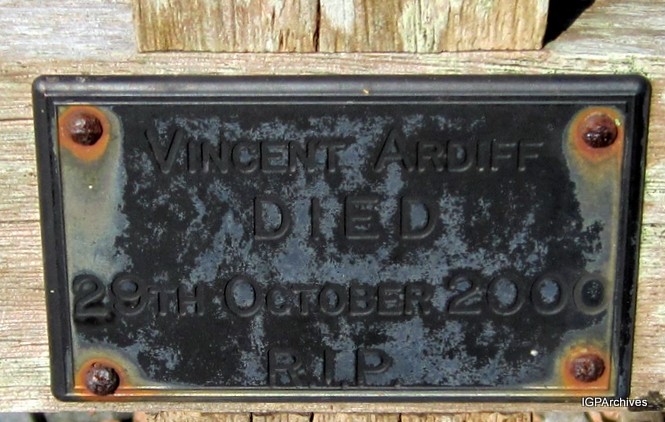 VINCENT ARDIFF
DIED
29TH OCTOBER 2000
R.I.P.
IGPArchives